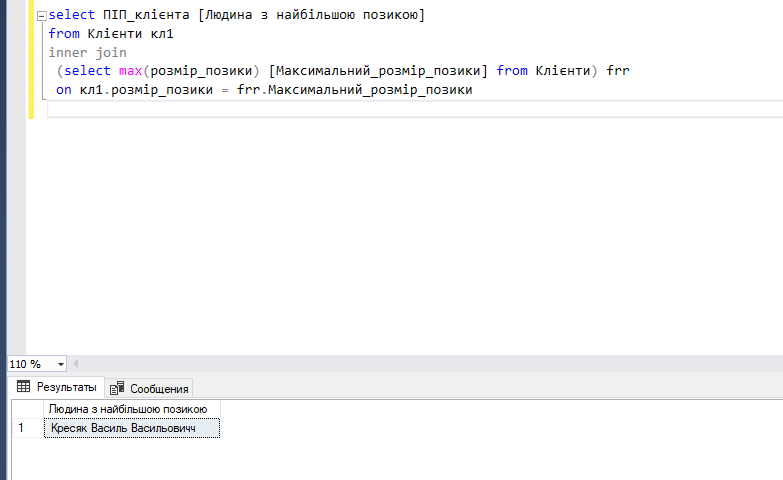 select ПІП_клієнта [Людина з найбільшою позикою]
from Клієнти кл1
inner join
(select max(розмір_позики) [Максимальний_розмір_позики] from Клієнти) frr
on кл1.розмір_позики = frr.Максимальний_розмір_позики
110 %
Результаты Сообщения
Людина з найбільшою позикою
1 Кресяк Василь Васильовичч